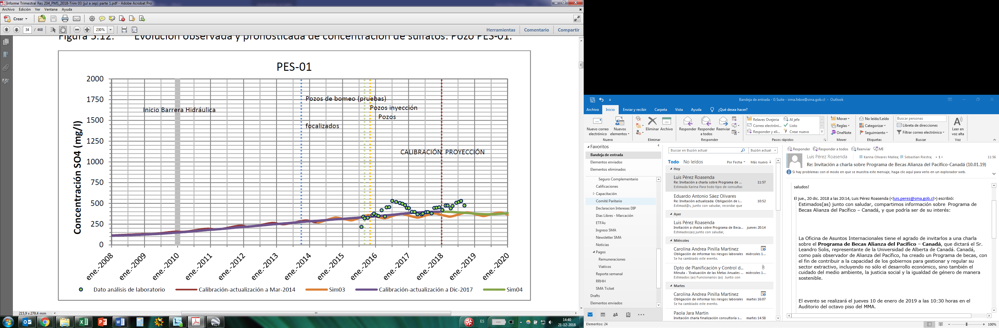 Informe Trimestral Res 204_PMS_2018-Trim 03 (jul a sep) parte 1.pdf - Adobe Acrobat Pro
Archivo Edición Ver Ventana Ayuda
Crear
34 / 468 230% Herramientas Comentario Compartir
Figura 5.12. Evolución observada y pronosticada de concentración de sulfatos. Pozo PES-01.
PES-01
Concentración SO4 (mg/l)
2000
1750
1500
1250
1000
750
500
250
0
Pozos de bomeo (pruebas)
Pozos inyección
Inicio Barrera Hidráulica
Pozos
focalizados
CALIBRACIÓN PROYECCIÓN
ene.-2008 ene.-2009 ene.-2010 ene.-2011 ene.-2012 ene.-2013 ene.-2014 ene.-2015 ene.-2016 ene.-2017 ene.-2018 ene.-2019 ene.-2020
Dato análisis de laboratorio Calibración-actualización a Mar-2014 Sim03 Calibración-actualización a Dic-2017 Sim04
215,9 x 279,4 mm
ES
14:40
21-12-2018
Bandeja de entrada - G Suite - irma.febre@sma.gob.cl - Outlook
Archivo Inicio Enviar y recibir Carpeta Vista Ayuda ¿Qué desea hacer?
Nuevo correo electrónico
Nuevos elementos
Nuevo
Eliminar Archivo
Eliminar
Responder Responder a todos Reenviar
Responder
Relaves Ovejeria Al jefe
Correo electróni... Listo
Responder y eli... Crear nuevo
Pasos rápidos
Mover
Reglas
OneNote
Mover
No leído/Leído
Categorizar
Seguimiento
Etiquetas
Buscar personas
Libreta de direcciones
Filtrar correo electrónico
Buscar
Leer en voz alta
Voz
Favoritos
Bandeja de entrada
Elementos enviados
Elementos eliminados
Seguro Complementario
Calificaciones
Capacitación
Comité Paritario
Declaracion Intereses DIP
Dias Libres - Marcación
ETFAs
Ingreso SMA
Newsletter SMA
Noticias
Pagos
Remuneraciones
Viaticos
Reporte semanal
RRHH
SMA Ticket
Drafts
Elementos enviados
Buscar en Buzón actual Buzón actual
Todo No leídos Por Fecha Más nuevo
Hoy
Luis Pérez Roasenda
Re: Invitación a charla sobre Programa de ... 11:57
Estimada Karina Para todo tipo de consultas
Eduardo Antonio Sáez Olivares
Re: Invitación actualizada: Obligación de i... 10:52
Estimad@s, junto con saludar, recordar que
Ayer
Luis Pérez Roasenda
Invitación a charla sobre Programa de Beca... jueves 20:14
Estimados(as) junto con saludar,
Miércoles
Carolina Andrea Pinilla Martinez
Obligación de informar los riesgos laborales miércoles 1...
Se ha cambiado este evento.
Dpto de Planificación y Control d...
Minuta - "Evaluación de las Metas Anuales ... miércoles 1...
Estimados (as) Funcionarios (as) Junto con
Martes
Carolina Andrea Pinilla Martinez
Obligación de informar los riesgos laborales martes 16:07
Se ha cambiado este evento.
Paola Jara Martin
Invitación charla finalización consultoría s... martes 14:58
Responder Responder a todos Reenviar MI
Luis Pérez Roasenda Karina Olivares Mallea; Sebastian Riestra; + 1 11:56
Re: Invitación a charla sobre Programa de Becas Alianza del Pacífico-Canadá (10.01.19)
Si hay problemas con el modo en que se muestra este mensaje, haga clic aquí para verlo en un explorador web.
saludos!
El jue., 20 dic. 2018 a las 20:14, Luis Pérez Roasenda (<luis.perez@sma.gob.cl>) escribió:
Estimados(as) junto con saludar, compartimos información sobre Programa de
Becas Alianza del Pacífico – Canadá, y que podría ser de su interés:
La Oficina de Asuntos Internacionales tiene el agrado de invitarlos a una charla
sobre el Programa de Becas Alianza del Pacífico – Canadá, que dictará el Sr.
Leandro Solis, representante de la Universidad de Alberta de Canadá. Canadá,
como país observador de Alianza del Pacífico, ha creado un Programa de becas, con
el fin de contribuir a la capacidad de los gobiernos para gestionar y regular su
sector extractivo, incluyendo no sólo el desarrollo económico, sino también el
cuidado del medio ambiente, la justicia social y la igualdad de género de manera
sostenible.
El evento se realizará el jueves 10 de enero de 2019 a las 10:30 horas en el
Auditorio del octavo piso del MMA.
Elementos: 24
100%